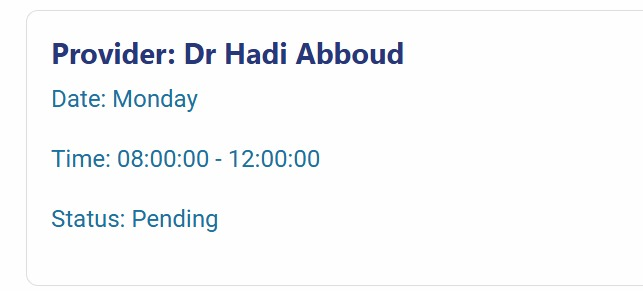 Provider: Dr Hadi Abboud
Date: Monday
Time: 08:00:00 - 12:00:00
Status: Pending